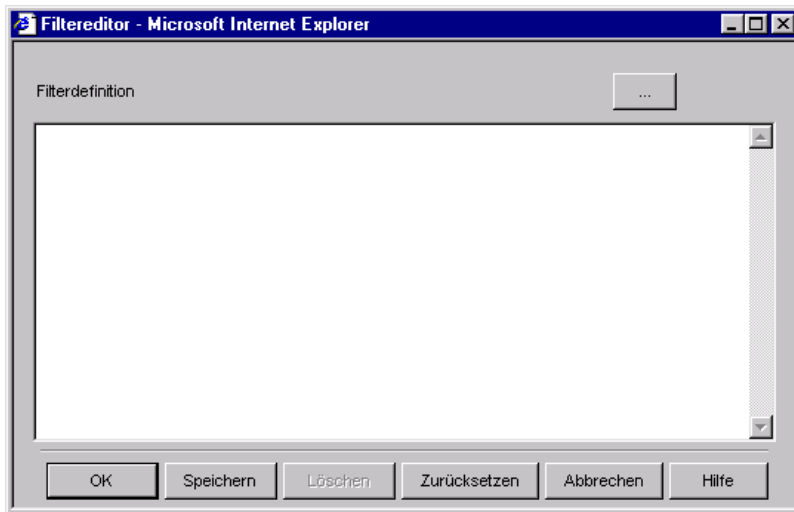 Filtereditor - Microsoft Internet Explorer
Filterdefinition
...
OK Speichern Löschen Zurücksetzen Abbrechen Hilfe